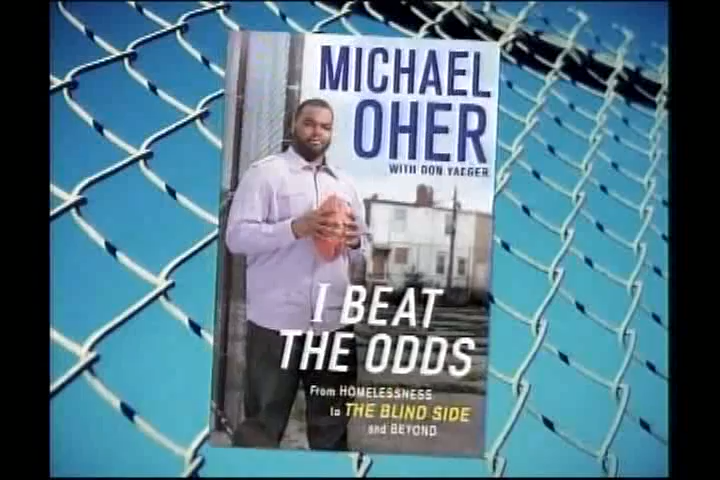 MICHAEL
OHER
WITH DON YAEGER
I BEAT
THE ODDS
From HOMELESSNESS
to THE BLIND SIDE
and BEYOND